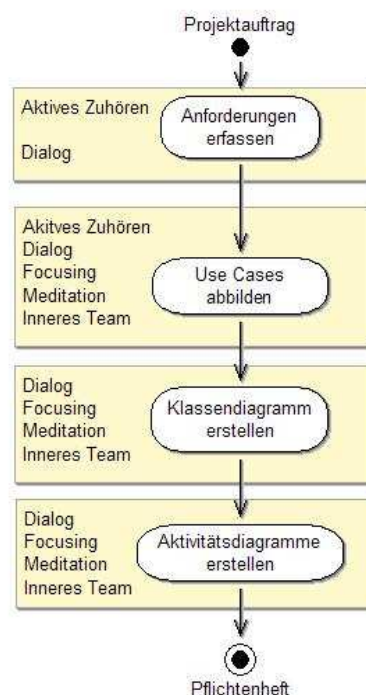 Projektauftrag
Aktives Zuhören
Dialog
Anforderungen
erfassen
Akitves Zuhören
Dialog
Focusing
Meditation
Inneres Team
Use Cases
abbilden
Dialog
Focusing
Meditation
Inneres Team
Klassendiagramm
erstellen
Dialog
Focusing
Meditation
Inneres Team
Aktivitätsdiagramme
erstellen
Pflichtenheft